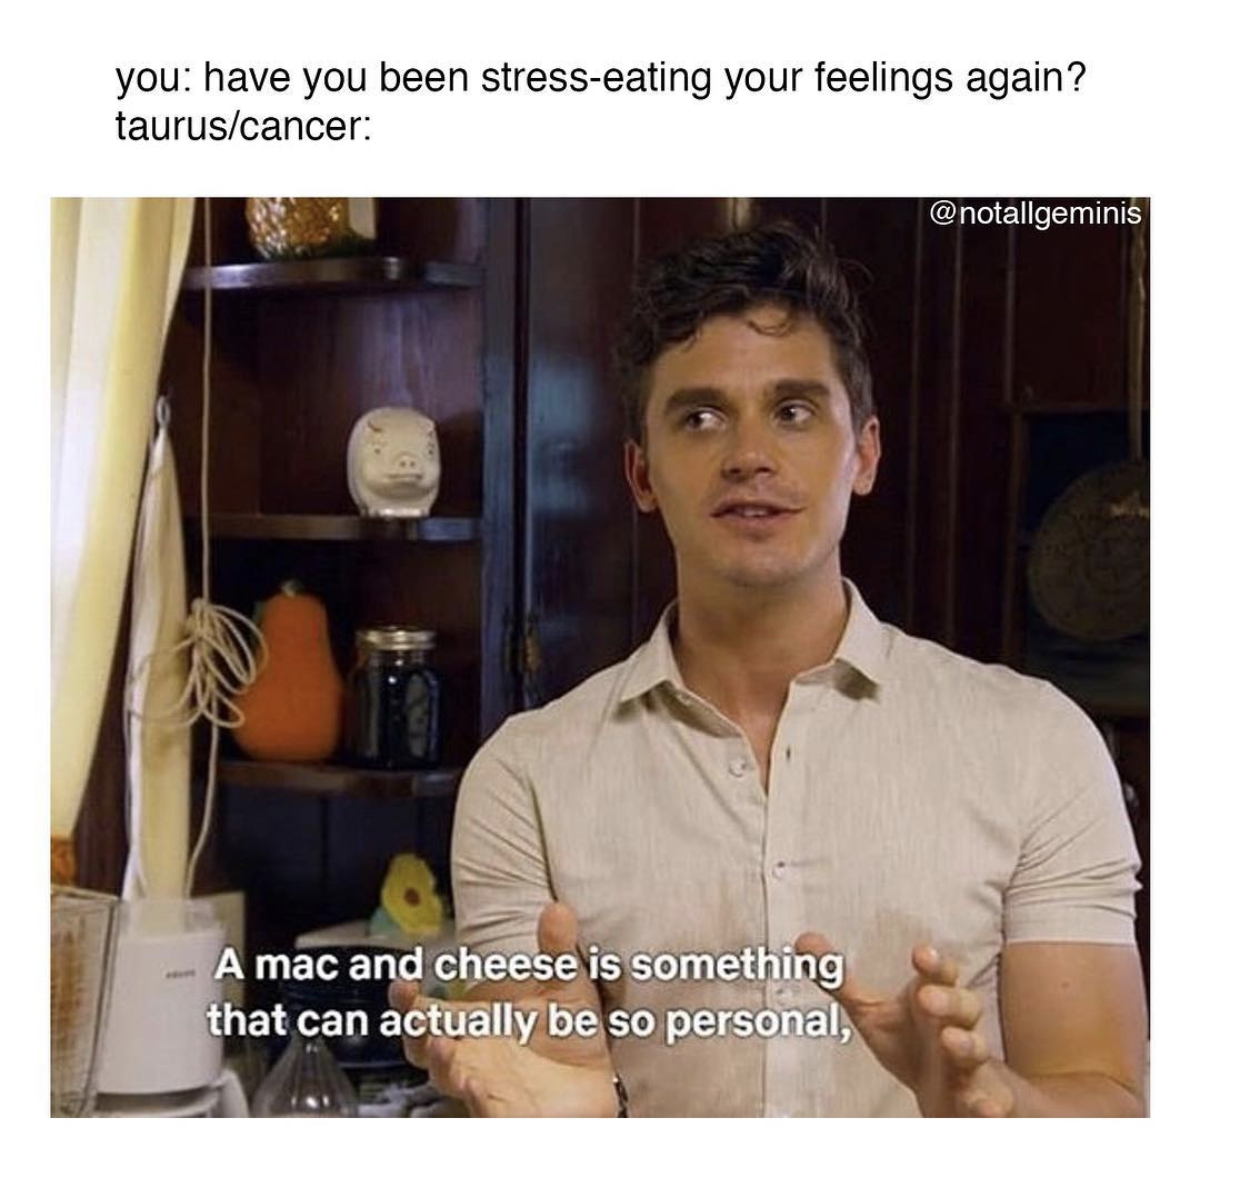 you: have you been stress-eating your feelings again?
taurus/cancer:
@notallgeminis
A mac and cheese is something
that can actually be so personal,